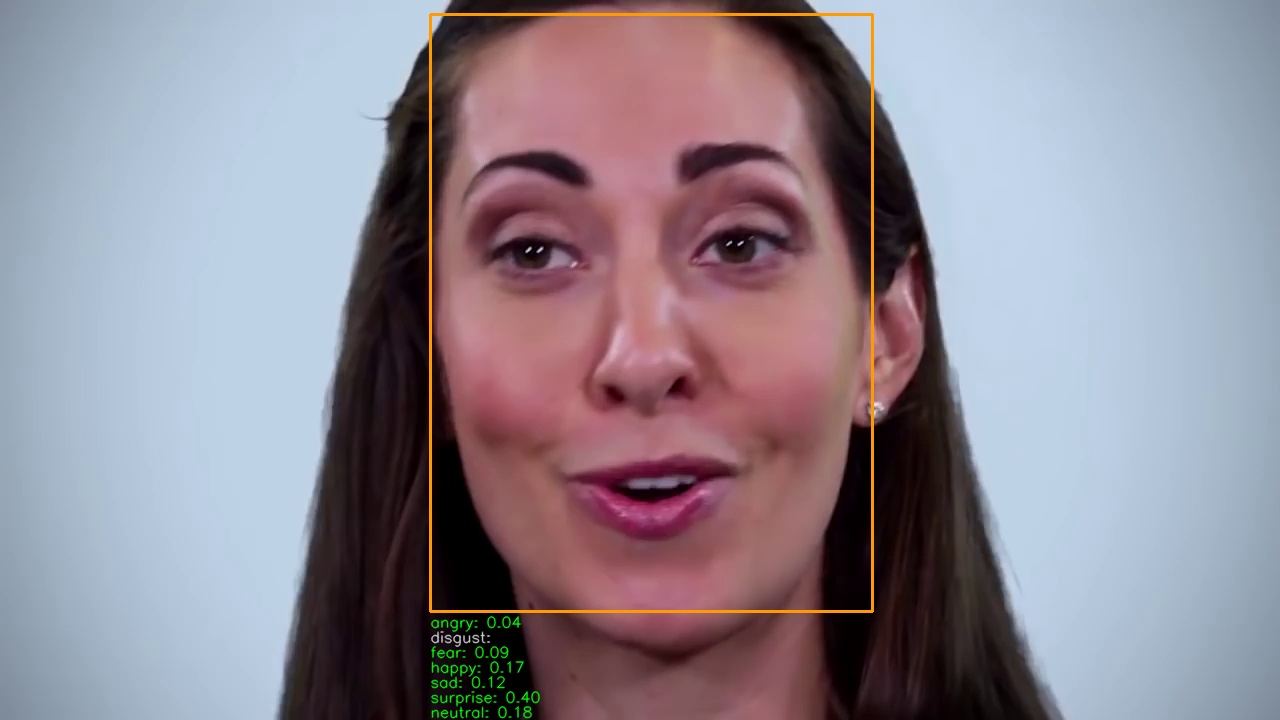 angry: 0.04
disgust:
fear: 0.09
happy: 0.17
sad: 0.12
surprise: 0.40
neutral: 0.18